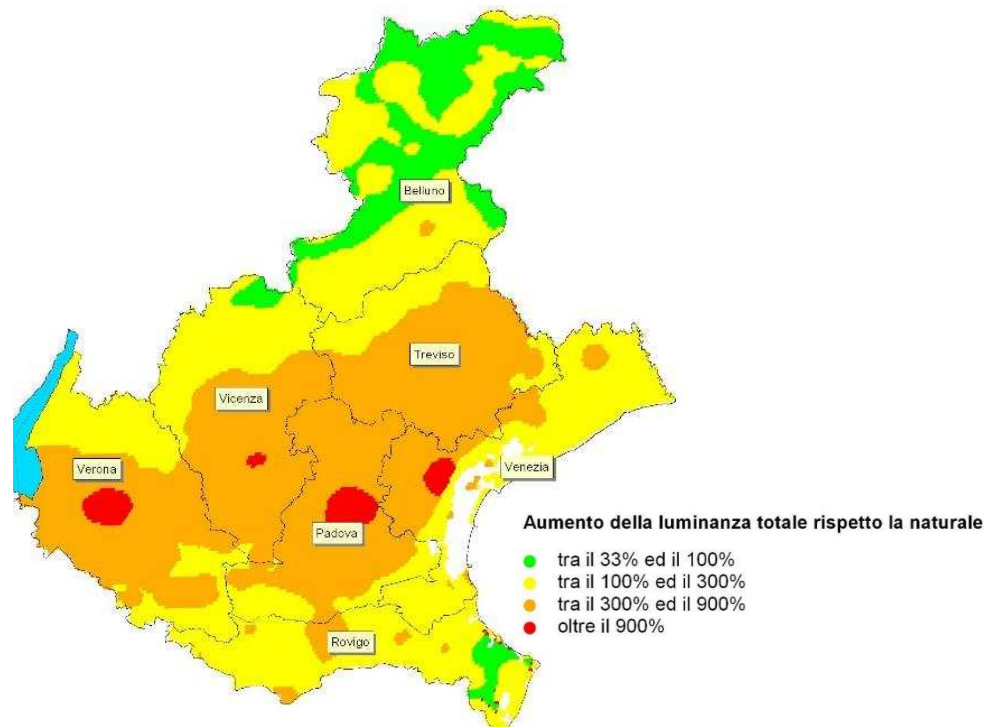 Belluno
Treviso
Vicenza
Verona
Venezia
Padova
Rovigo
Aumento della luminanza totale rispetto la naturale
tra il 33% ed il 100%
tra il 100% ed il 300%
tra il 300% ed il 900%
oltre il 900%